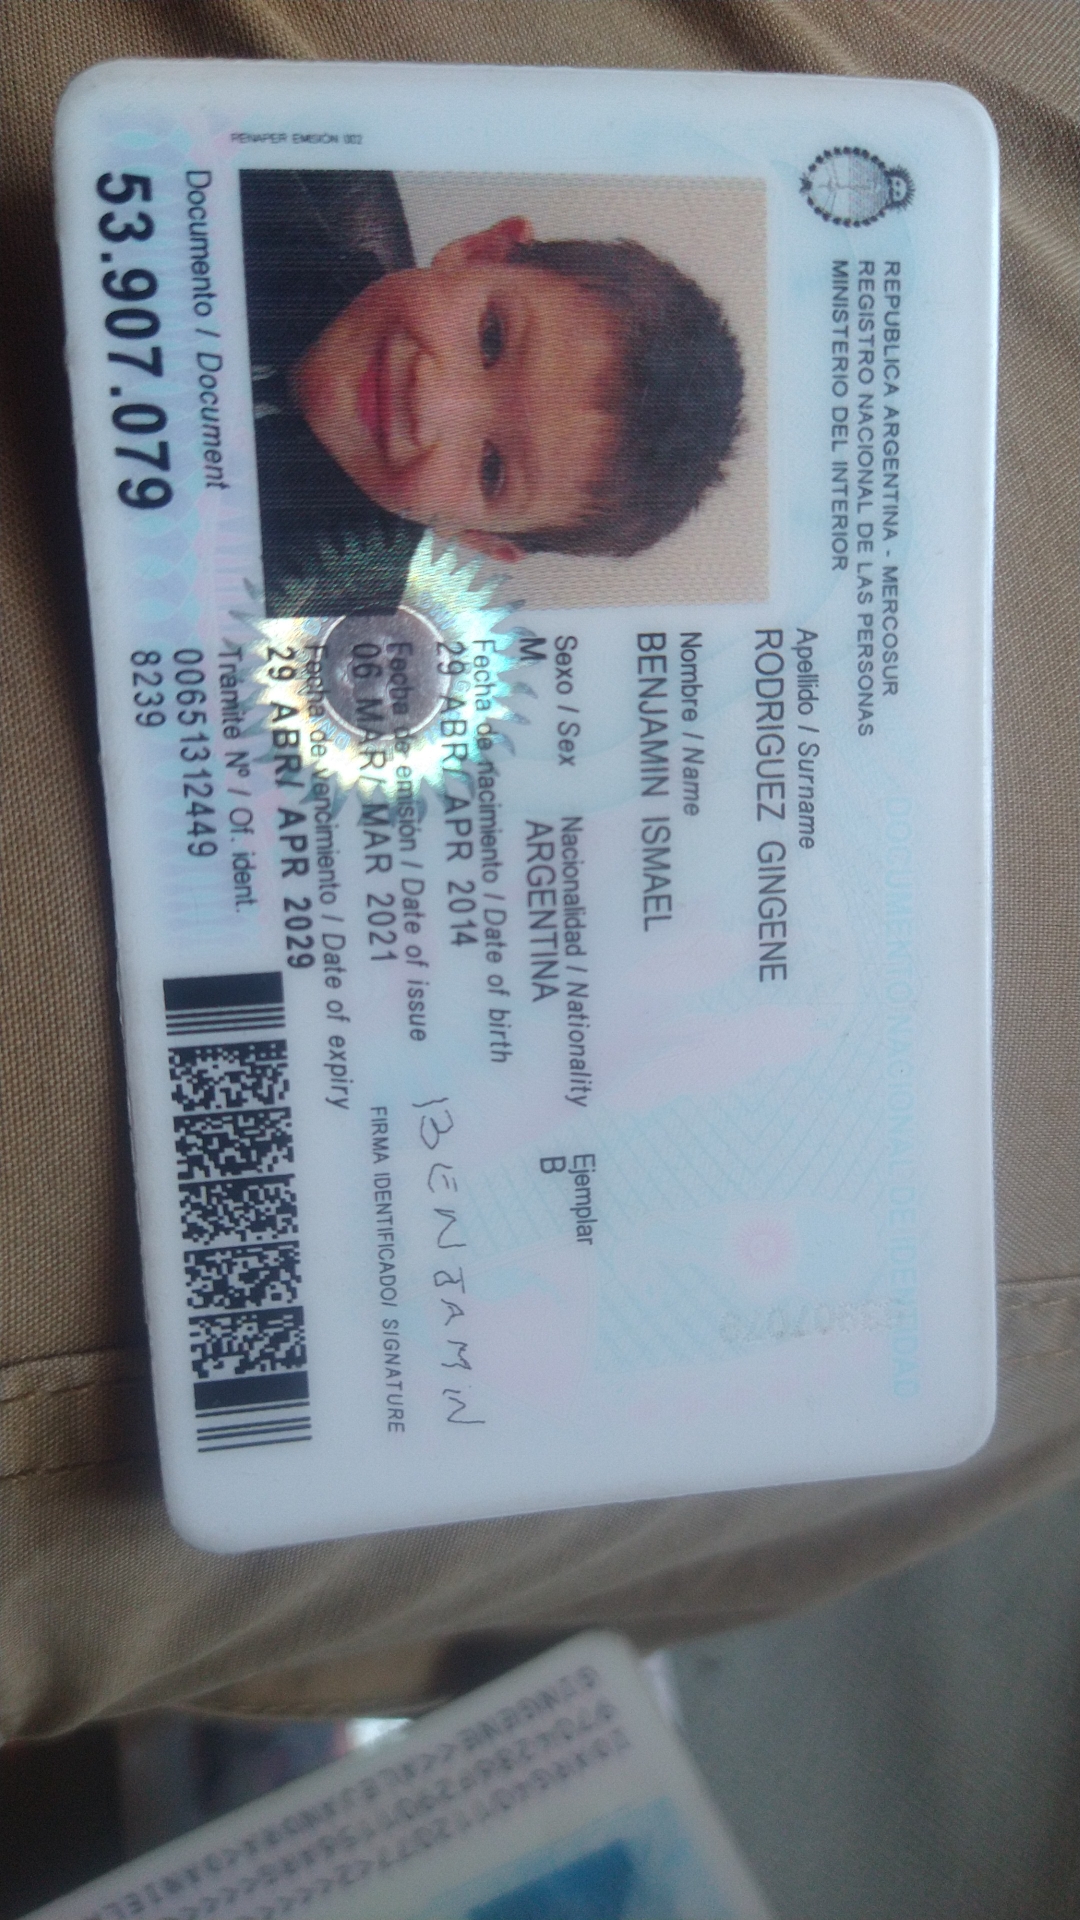 REPUBLICA ARGENTINA - MERCOSUR
REGISTRO NACIONAL DE LAS PERSONAS
MINISTERIO DEL INTERIOR
DOCUMENTO NACIONAL DE IDENTIDAD
Apellido / Surname
RODRIGUEZ GINGENE
Nombre / Name
BENJAMIN ISMAEL
Sexo / Sex Nacionalidad / Nationality Ejemplar
M ARGENTINA B
Fecha de nacimiento / Date of birth
29 ABR/ APR 2014
Fecha de emisión / Date of issue
06 MAR/ MAR 2021
Fecha de vencimiento / Date of expiry
29 ABR/ APR 2029
BENJAMIN
FIRMA IDENTIFICADO/ SIGNATURE
RENAPER EMISIÓN 002
Documento / Document
53.907.079
Trámite Nº / Of. ident.
00651312449
8239